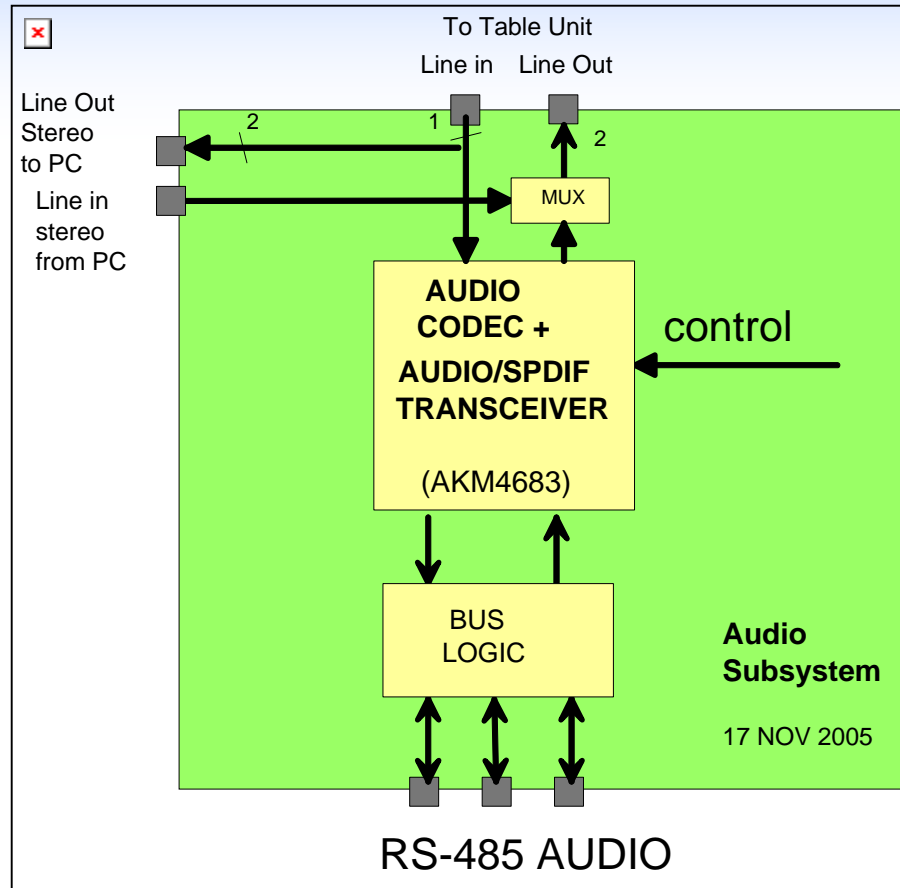 To Table Unit
Line in Line Out
Line Out
Stereo
to PC
2
1
2
Line in
stereo
from PC
MUX
AUDIO
CODEC +
AUDIO/SPDIF
TRANSCEIVER
(AKM4683)
control
BUS
LOGIC
Audio
Subsystem
17 NOV 2005
RS-485 AUDIO